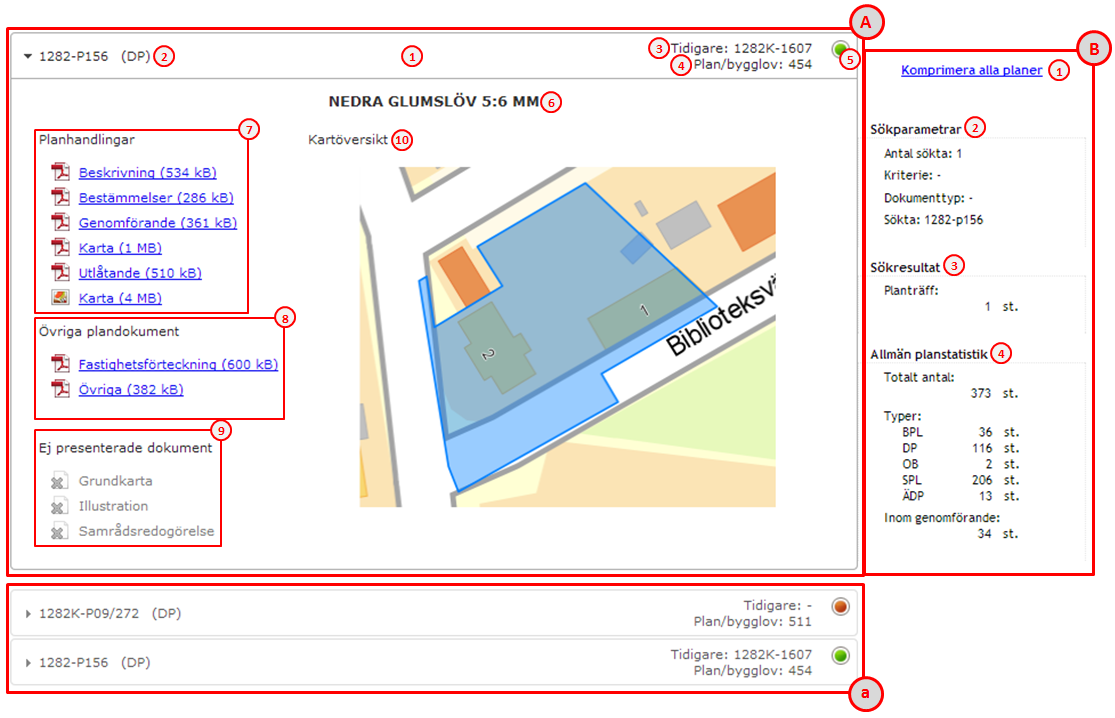 A
1282-P156 (DP) 2
1
3 Tidigare: 1282K-1607
4 Plan/bygglov: 454
5
NEDRA GLUMSLÖV 5:6 MM 6
7
Planhandlingar
Beskrivning (534 kB)
Bestämmelser (286 kB)
Genomförande (361 kB)
Karta (1 MB)
Utlåtande (510 kB)
Karta (4 MB)
8
Övriga plandokument
Fastighetsförteckning (600 kB)
Övriga (382 kB)
9
Ej presenterade dokument
Grundkarta
Illustration
Samrådsredogörelse
Kartöversikt 10
1
2
Biblioteksvä
B
Komprimera alla planer 1
Sökparametrar 2
Antal sökta: 1
Kriterie: -
Dokumenttyp: -
Sökta: 1282-p156
Sökresultat 3
Planträff:
1 st.
Allmän planstatistik 4
Totalt antal:
373 st.
Typer:
BPL 36 st.
DP 116 st.
OB 2 st.
SPL 206 st.
ÄDP 13 st.
Inom genomförande:
34 st.
1282K-P09/272 (DP)
Tidigare: -
Plan/bygglov: 511
1282-P156 (DP)
Tidigare: 1282K-1607
Plan/bygglov: 454
a